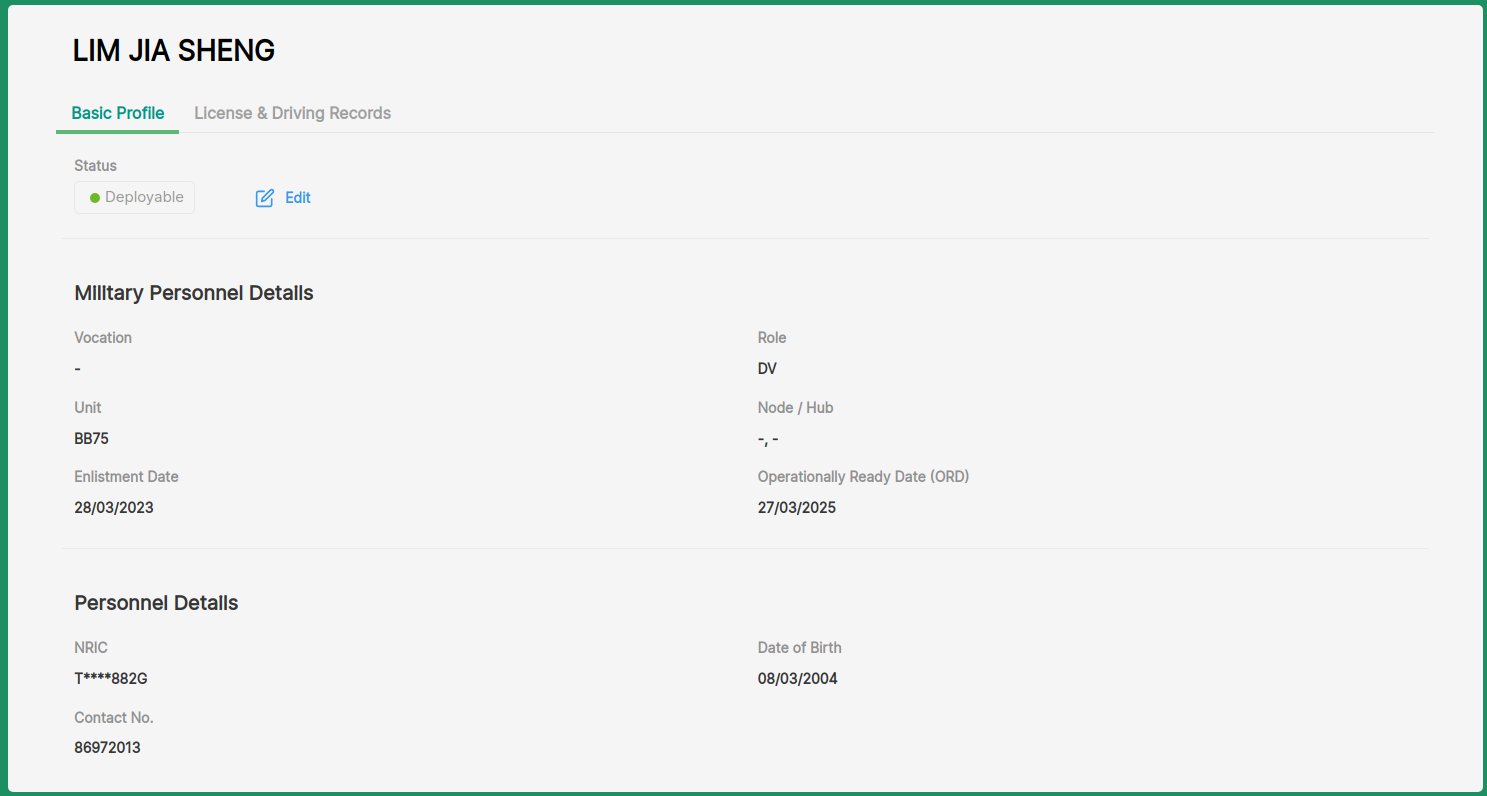 LIM JIA SHENG
Basic Profile License & Driving Records
Status
Deployable Edit
Military Personnel Details
Vocation Role
- DV
Unit Node / Hub
BB75 -, -
Enlistment Date Operationally Ready Date (ORD)
28/03/2023 27/03/2025
Personnel Details
NRIC Date of Birth
T****882G 08/03/2004
Contact No.
86972013